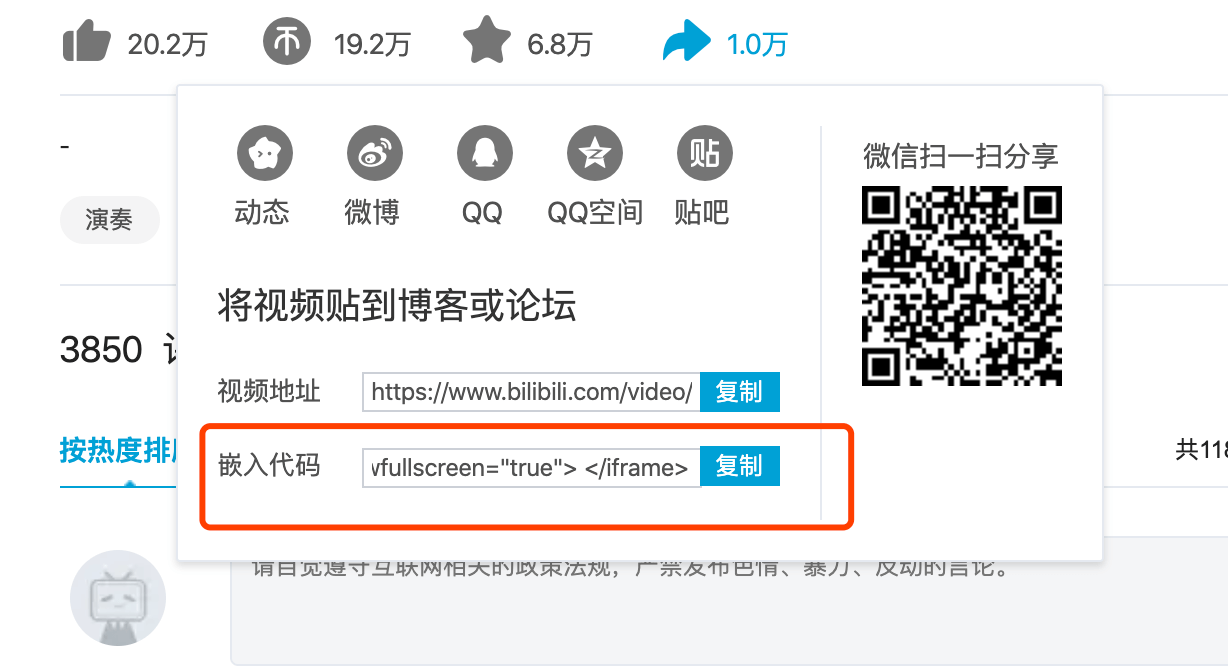 20.2万 19.2万 6.8万 1.0万
-
微信扫一扫分享
贴
动态 微博 QQ QQ空间 贴吧
演奏
将视频贴到博客或论坛
3850
视频地址 https://www.bilibili.com/video/ 复制
按热度排 共118
嵌入代码 fullscreen="true"> </iframe> 复制
请自觉遵守互联网相关的政策法规，严禁发布色情、暴力、反动的言论。